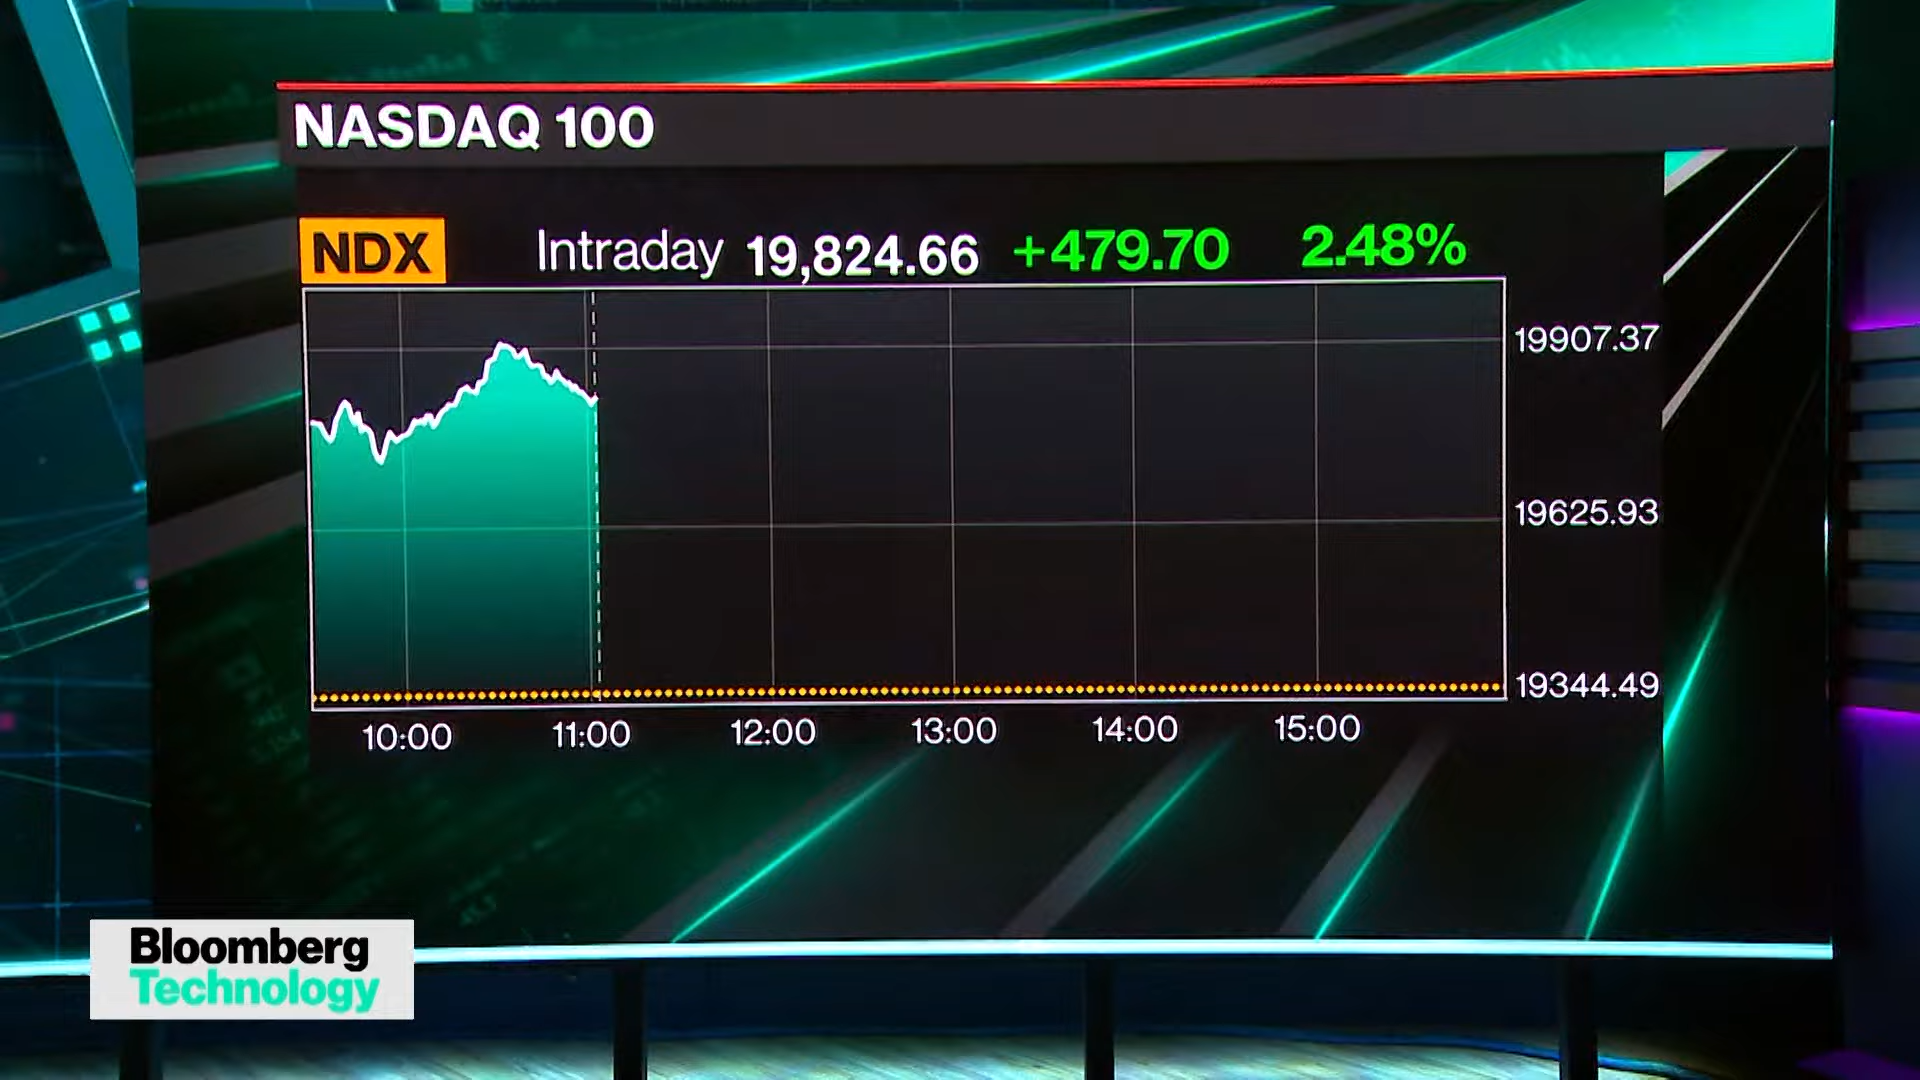 NASDAQ 100
NDX Intraday 19,824.66 +479.70 2.48%
19907.37
19625.93
19344.49
10:00 11:00 12:00 13:00 14:00 15:00
Bloomberg
Technology